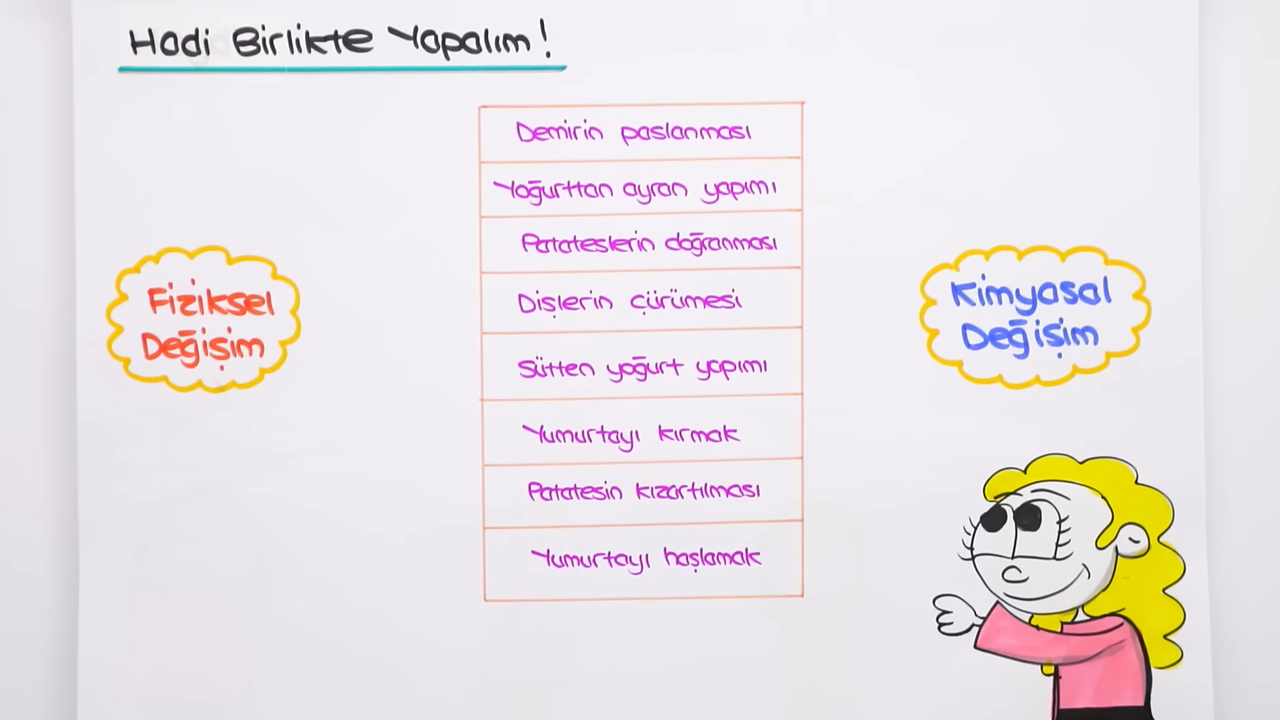 Hadi Birlikte Yapalım!
Demirin paslanması
Yoğurttan ayran yapımı
Patateslerin doğranması
Dişlerin çürümesi
Sütten yoğurt yapımı
Yumurtayı kırmak
Patatesin kızartılması
Yumurtayı haşlamak
Fiziksel
Değişim
Kimyasal
Değişim